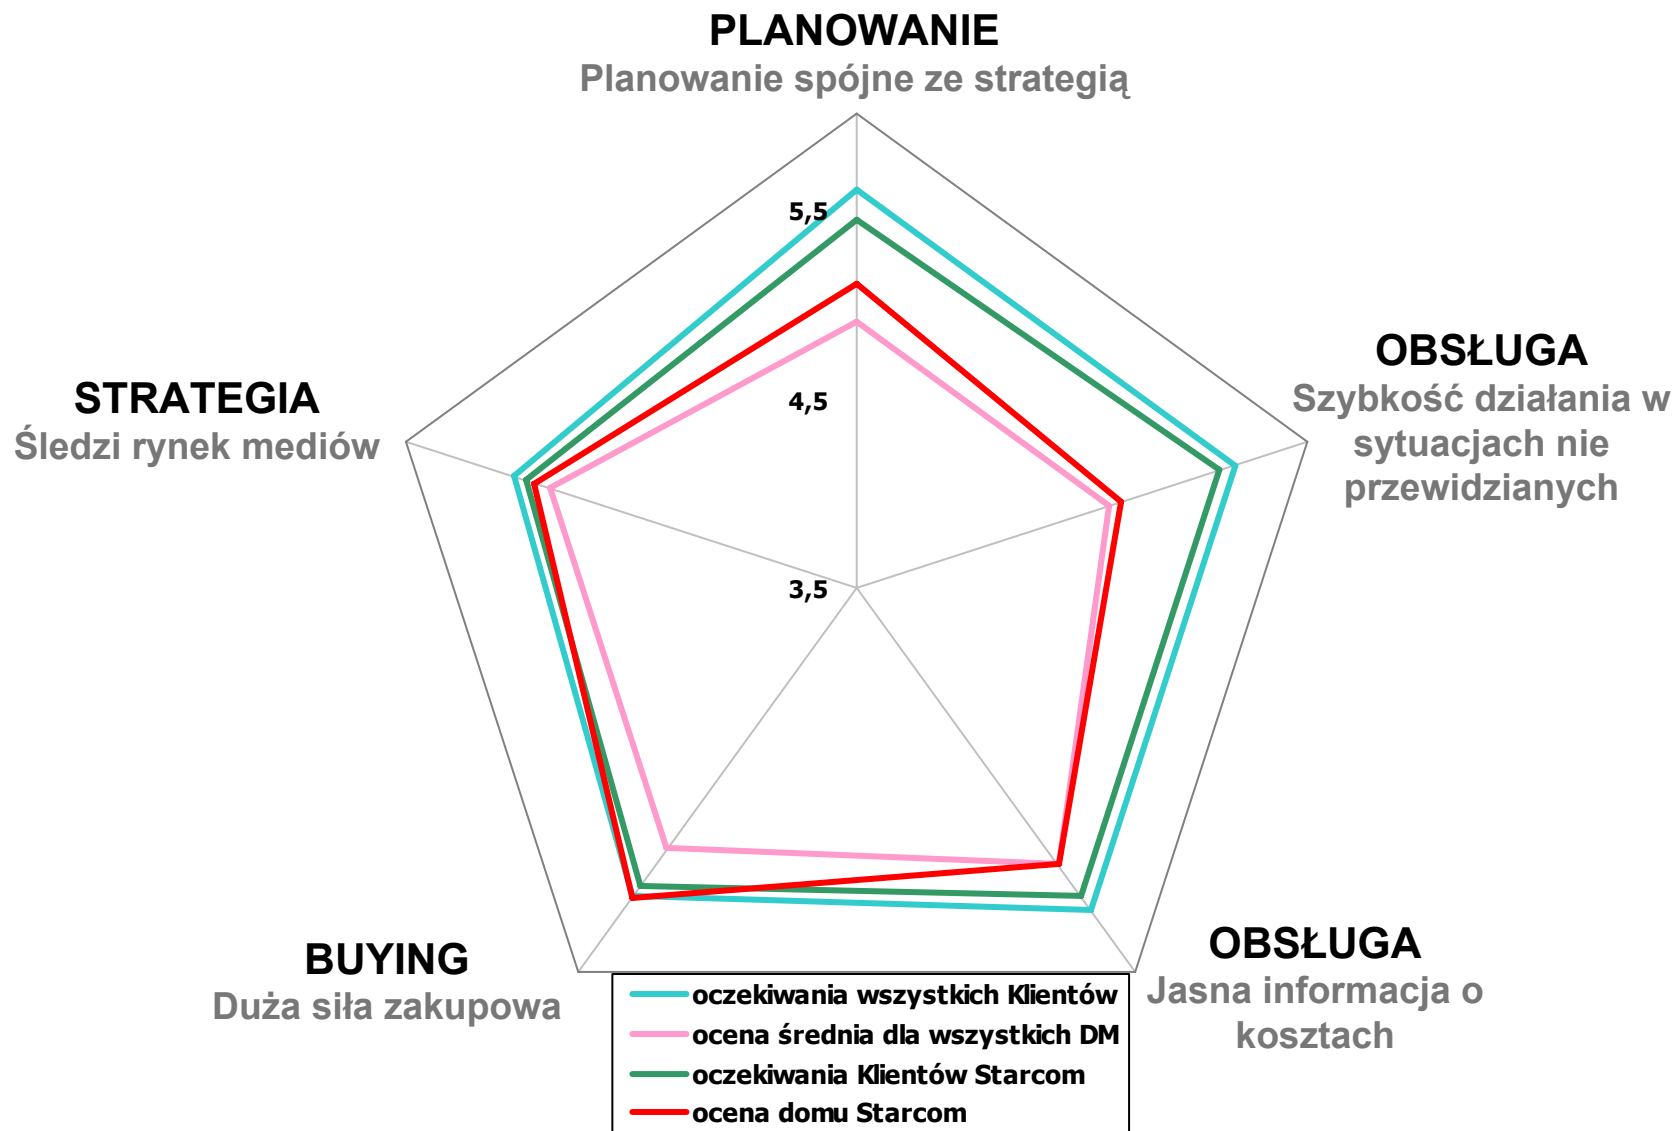 PLANOWANIE
Planowanie spójne ze strategią
5,5
OBSŁUGA
Szybkość działania w
sytuacjach nie
przewidzianych
STRATEGIA
Śledzi rynek mediów
4,5
3,5
BUYING
Duża siła zakupowa
OBSŁUGA
Jasna informacja o
kosztach
oczekiwania wszystkich Klientów
ocena średnia dla wszystkich DM
oczekiwania Klientów Starcom
ocena domu Starcom